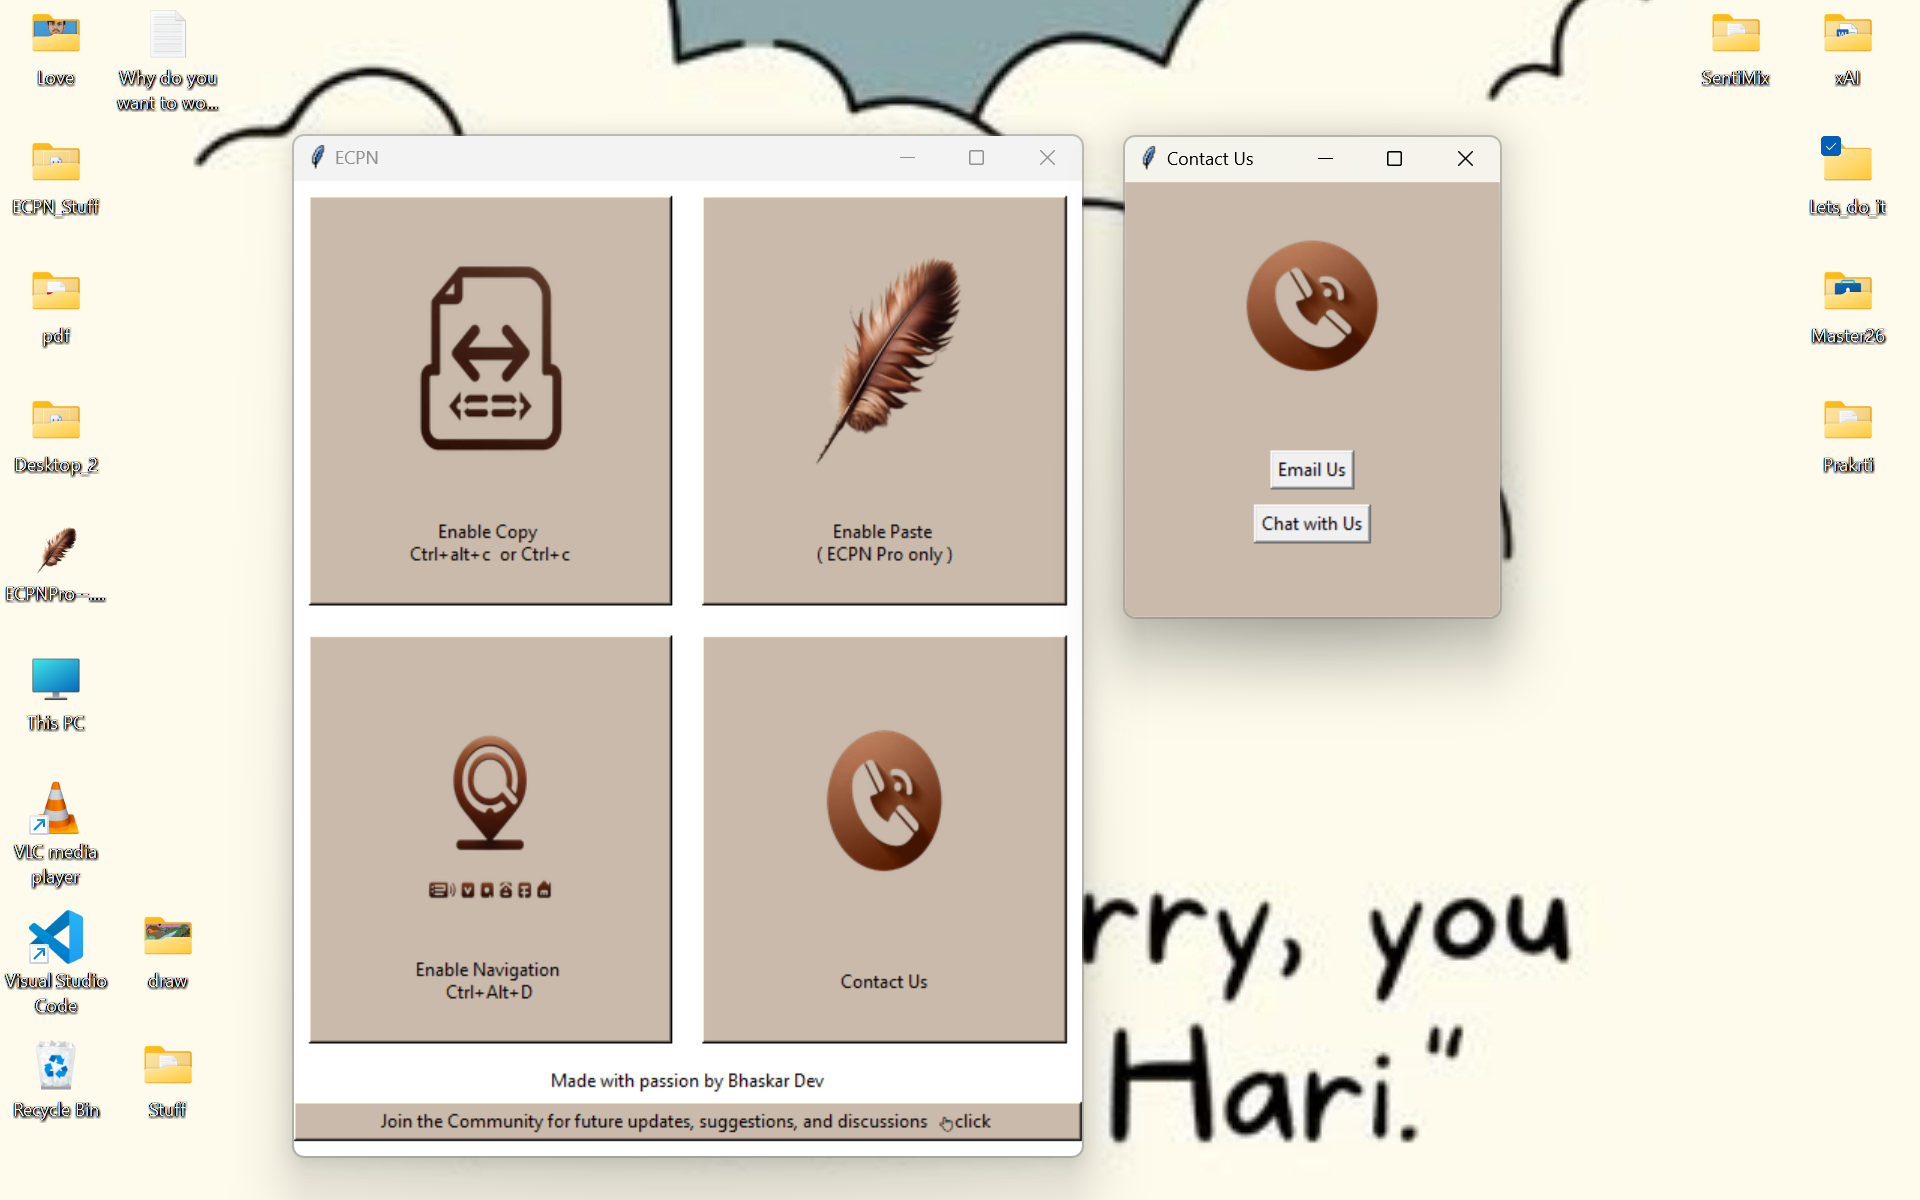 Love
Why do you
want to wo...
ECPN_Stuff
pdf
Desktop_2
ECPNPro--....
This PC
VLC media
player
Visual Studio
Code
draw
Recycle Bin
Stuff
ECPN
Enable Copy
Ctrl+alt+c or Ctrl+c
Enable Paste
( ECPN Pro only )
Enable Navigation
Ctrl+Alt+D
Contact Us
Made with passion by Bhaskar Dev
Join the Community for future updates, suggestions, and discussions click
Contact Us
Email Us
Chat with Us
SentiMix
xAI
Lets_do_it
Master26
Prakrti
rry, you
Hari."